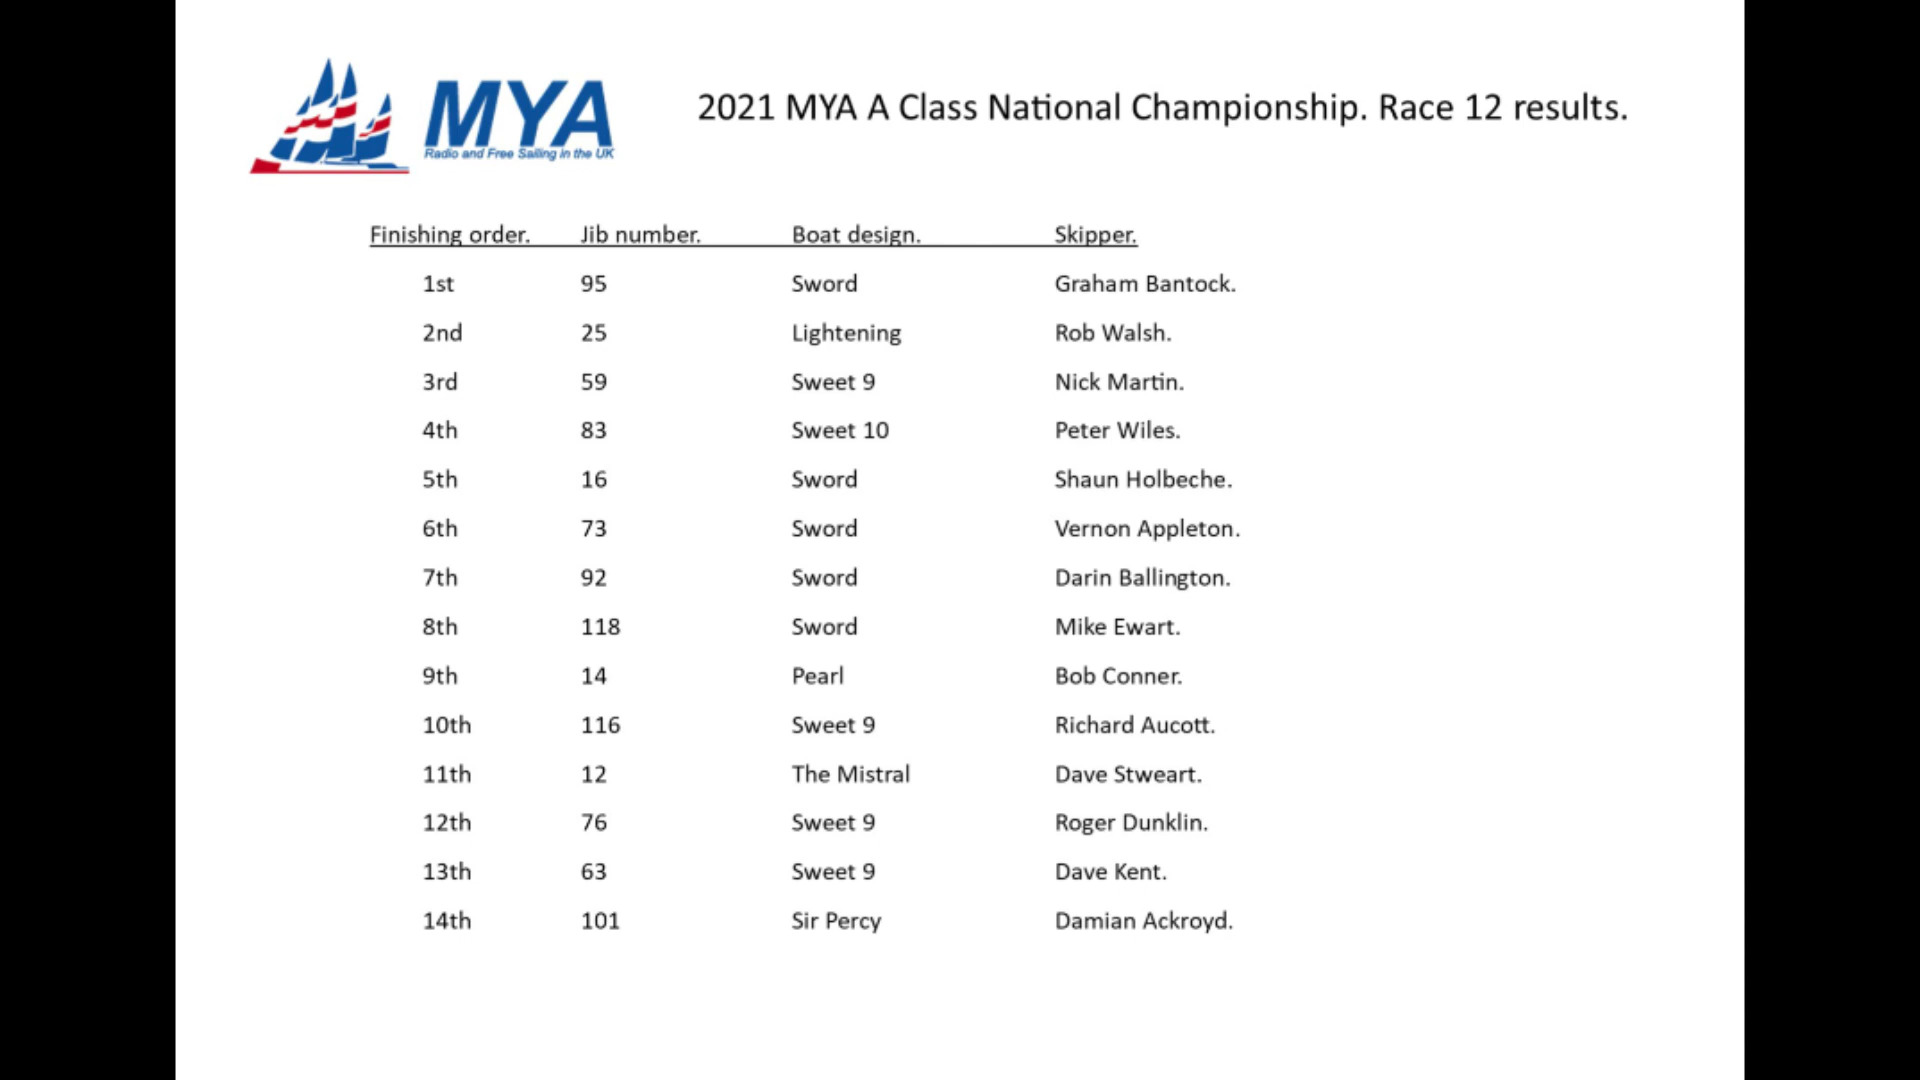 MYA
Radio and Free Sailing in the UK
2021 MYA A Class National Championship. Race 12 results.
Finishing order. Jib number. Boat design. Skipper.
1st 95 Sword Graham Bantock.
2nd 25 Lightening Rob Walsh.
3rd 59 Sweet 9 Nick Martin.
4th 83 Sweet 10 Peter Wiles.
5th 16 Sword Shaun Holbeche.
6th 73 Sword Vernon Appleton.
7th 92 Sword Darin Ballington.
8th 118 Sword Mike Ewart.
9th 14 Pearl Bob Conner.
10th 116 Sweet 9 Richard Aucott.
11th 12 The Mistral Dave Stweart.
12th 76 Sweet 9 Roger Dunklin.
13th 63 Sweet 9 Dave Kent.
14th 101 Sir Percy Damian Ackroyd.